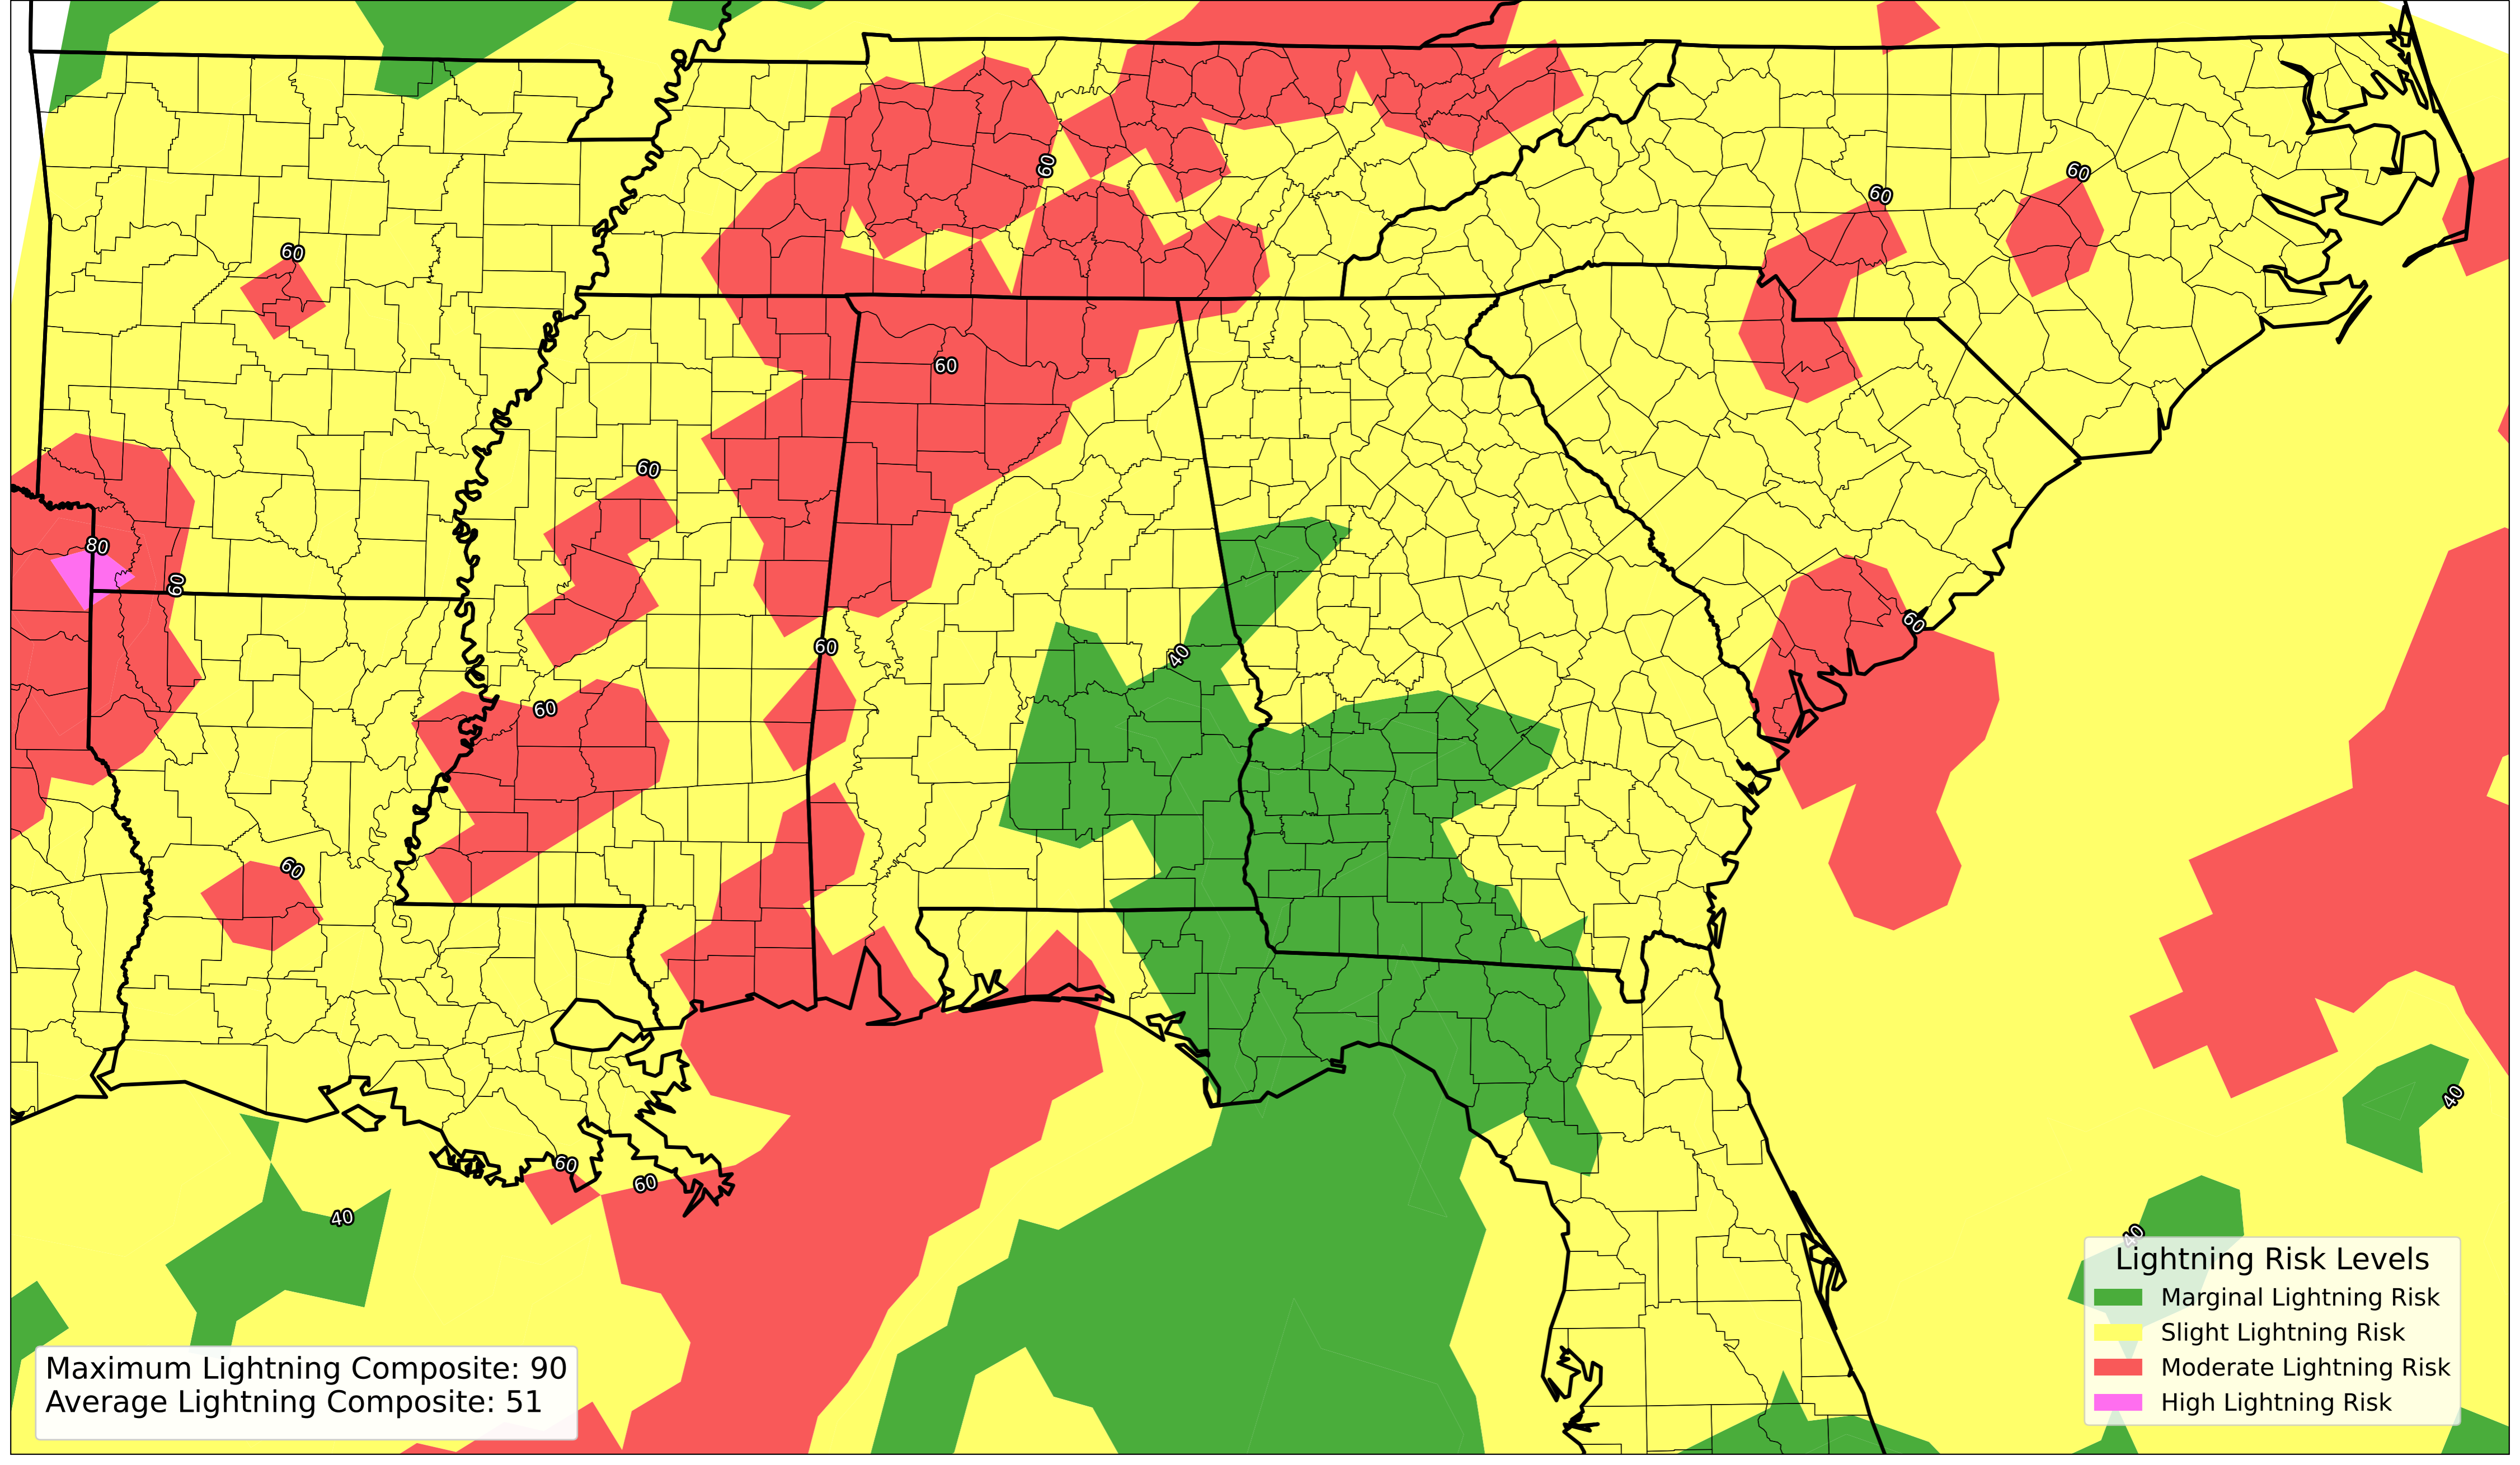 60
60
60
60
60
60
80
60
60
60
40
60
60
60
40
60
60
40
40
Lightning Risk Levels
Marginal Lightning Risk
Slight Lightning Risk
Moderate Lightning Risk
High Lightning Risk
Maximum Lightning Composite: 90
Average Lightning Composite: 51